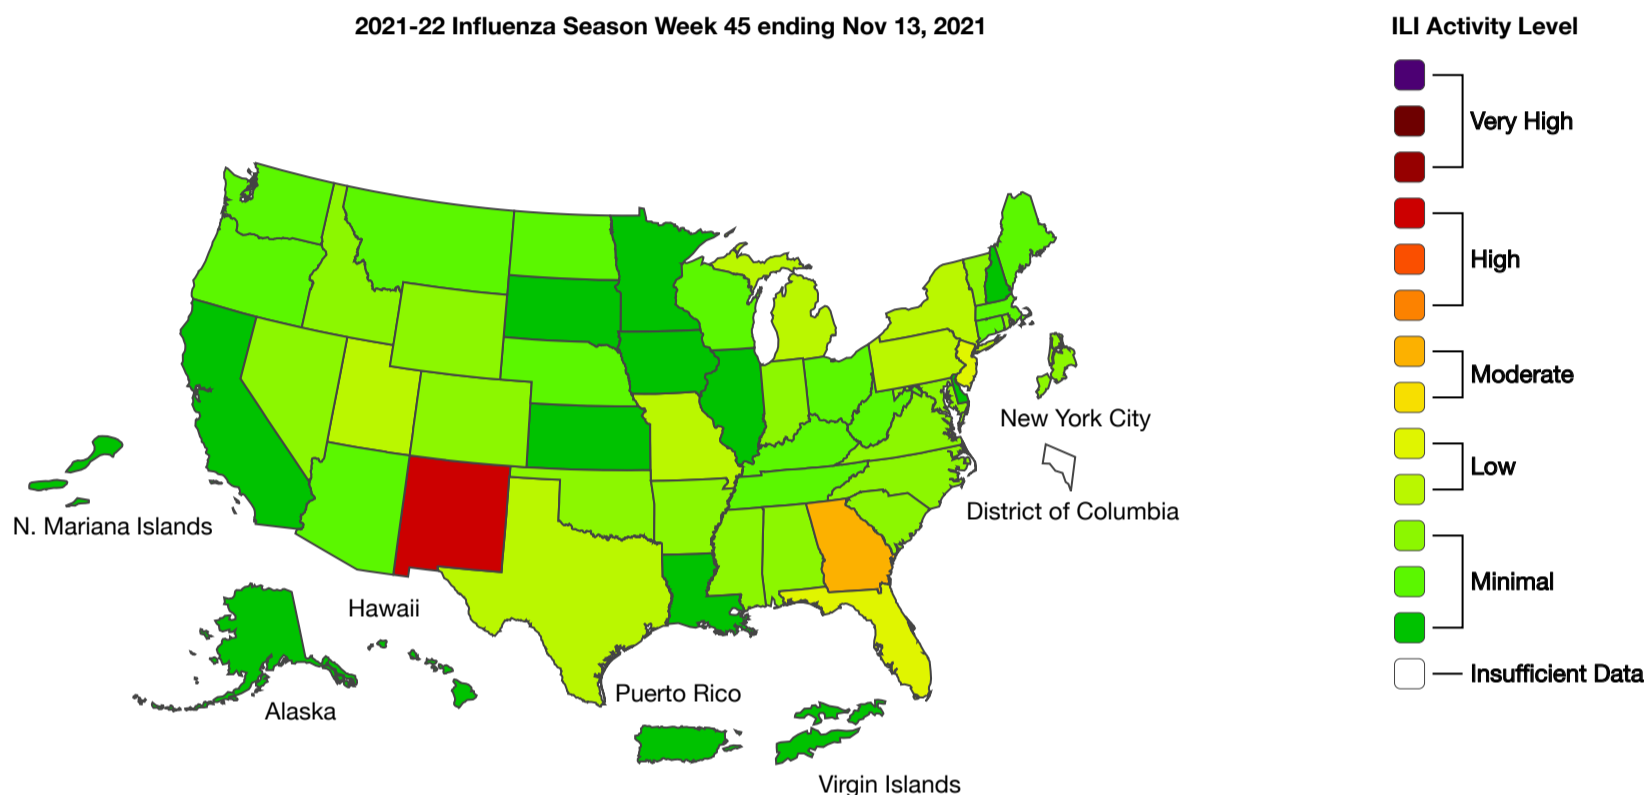 2021-22 Influenza Season Week 45 ending Nov 13, 2021
ILI Activity Level
Very High
High
Moderate
Low
Minimal
Insufficient Data
New York City
District of Columbia
N. Mariana Islands
Hawaii
Alaska
Puerto Rico
Virgin Islands